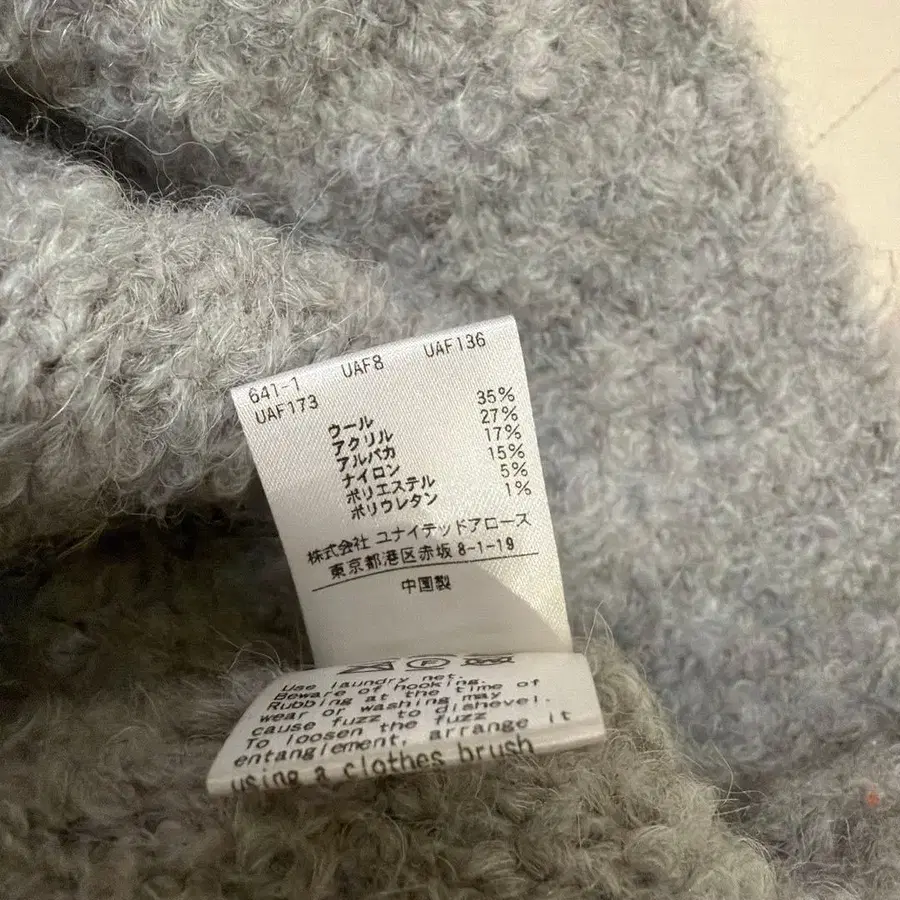 641-1 UAF8 UAF136
UAF173
ウール 35%
アクリル 27%
アルパカ 17%
ナイロン 15%
ポリエステル 5%
ポリウレタン 1%
株式会社 ユナイテッドアローズ
東京都港区赤坂 8-1-19
中国製
Use laundry net.
Beware of hooking.
Rubbing at the time of
wear or washing may
cause fuzz to dishevel.
To loosen the fuzz
entanglement, arrange it
using a clothes brush